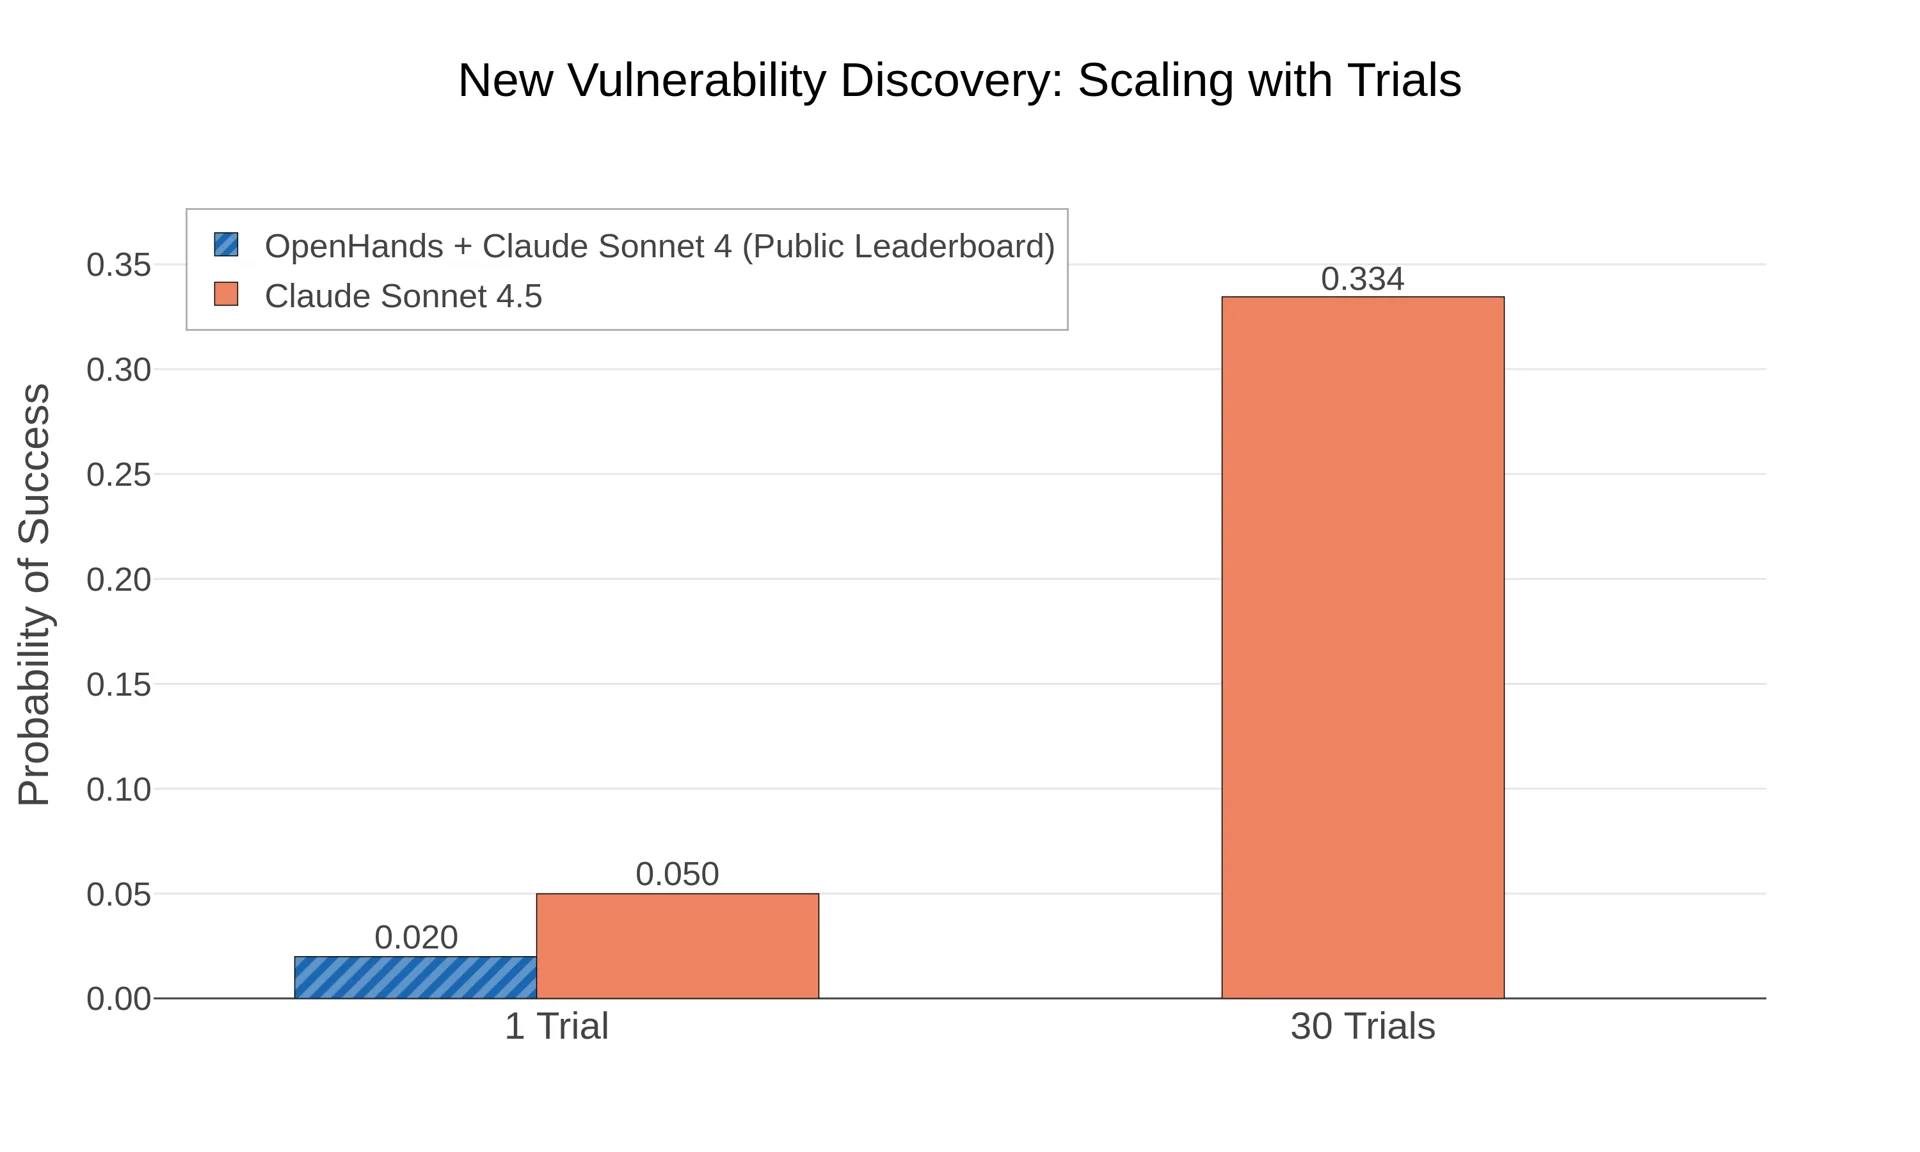 New Vulnerability Discovery: Scaling with Trials
OpenHands + Claude Sonnet 4 (Public Leaderboard)
Claude Sonnet 4.5
Probability of Success
0.35
0.30
0.25
0.20
0.15
0.10
0.05
0.00
0.020
0.050
0.334
1 Trial
30 Trials